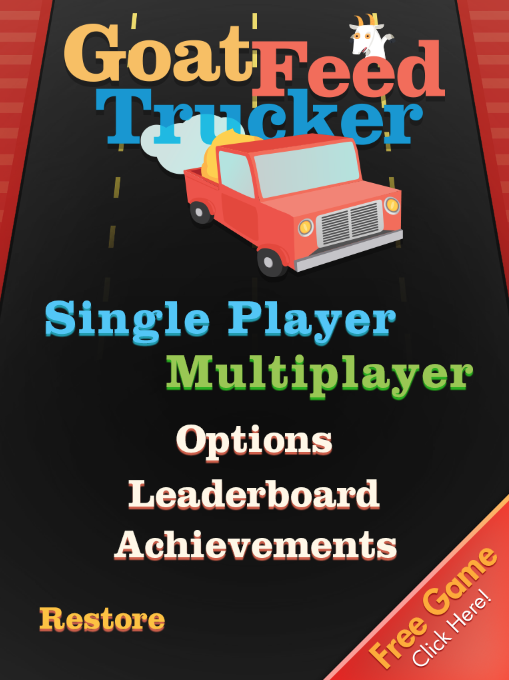 Goat Feed
Trucker
Single Player
Multiplayer
Options
Leaderboard
Achievements
Restore
Free Game
Click Here!